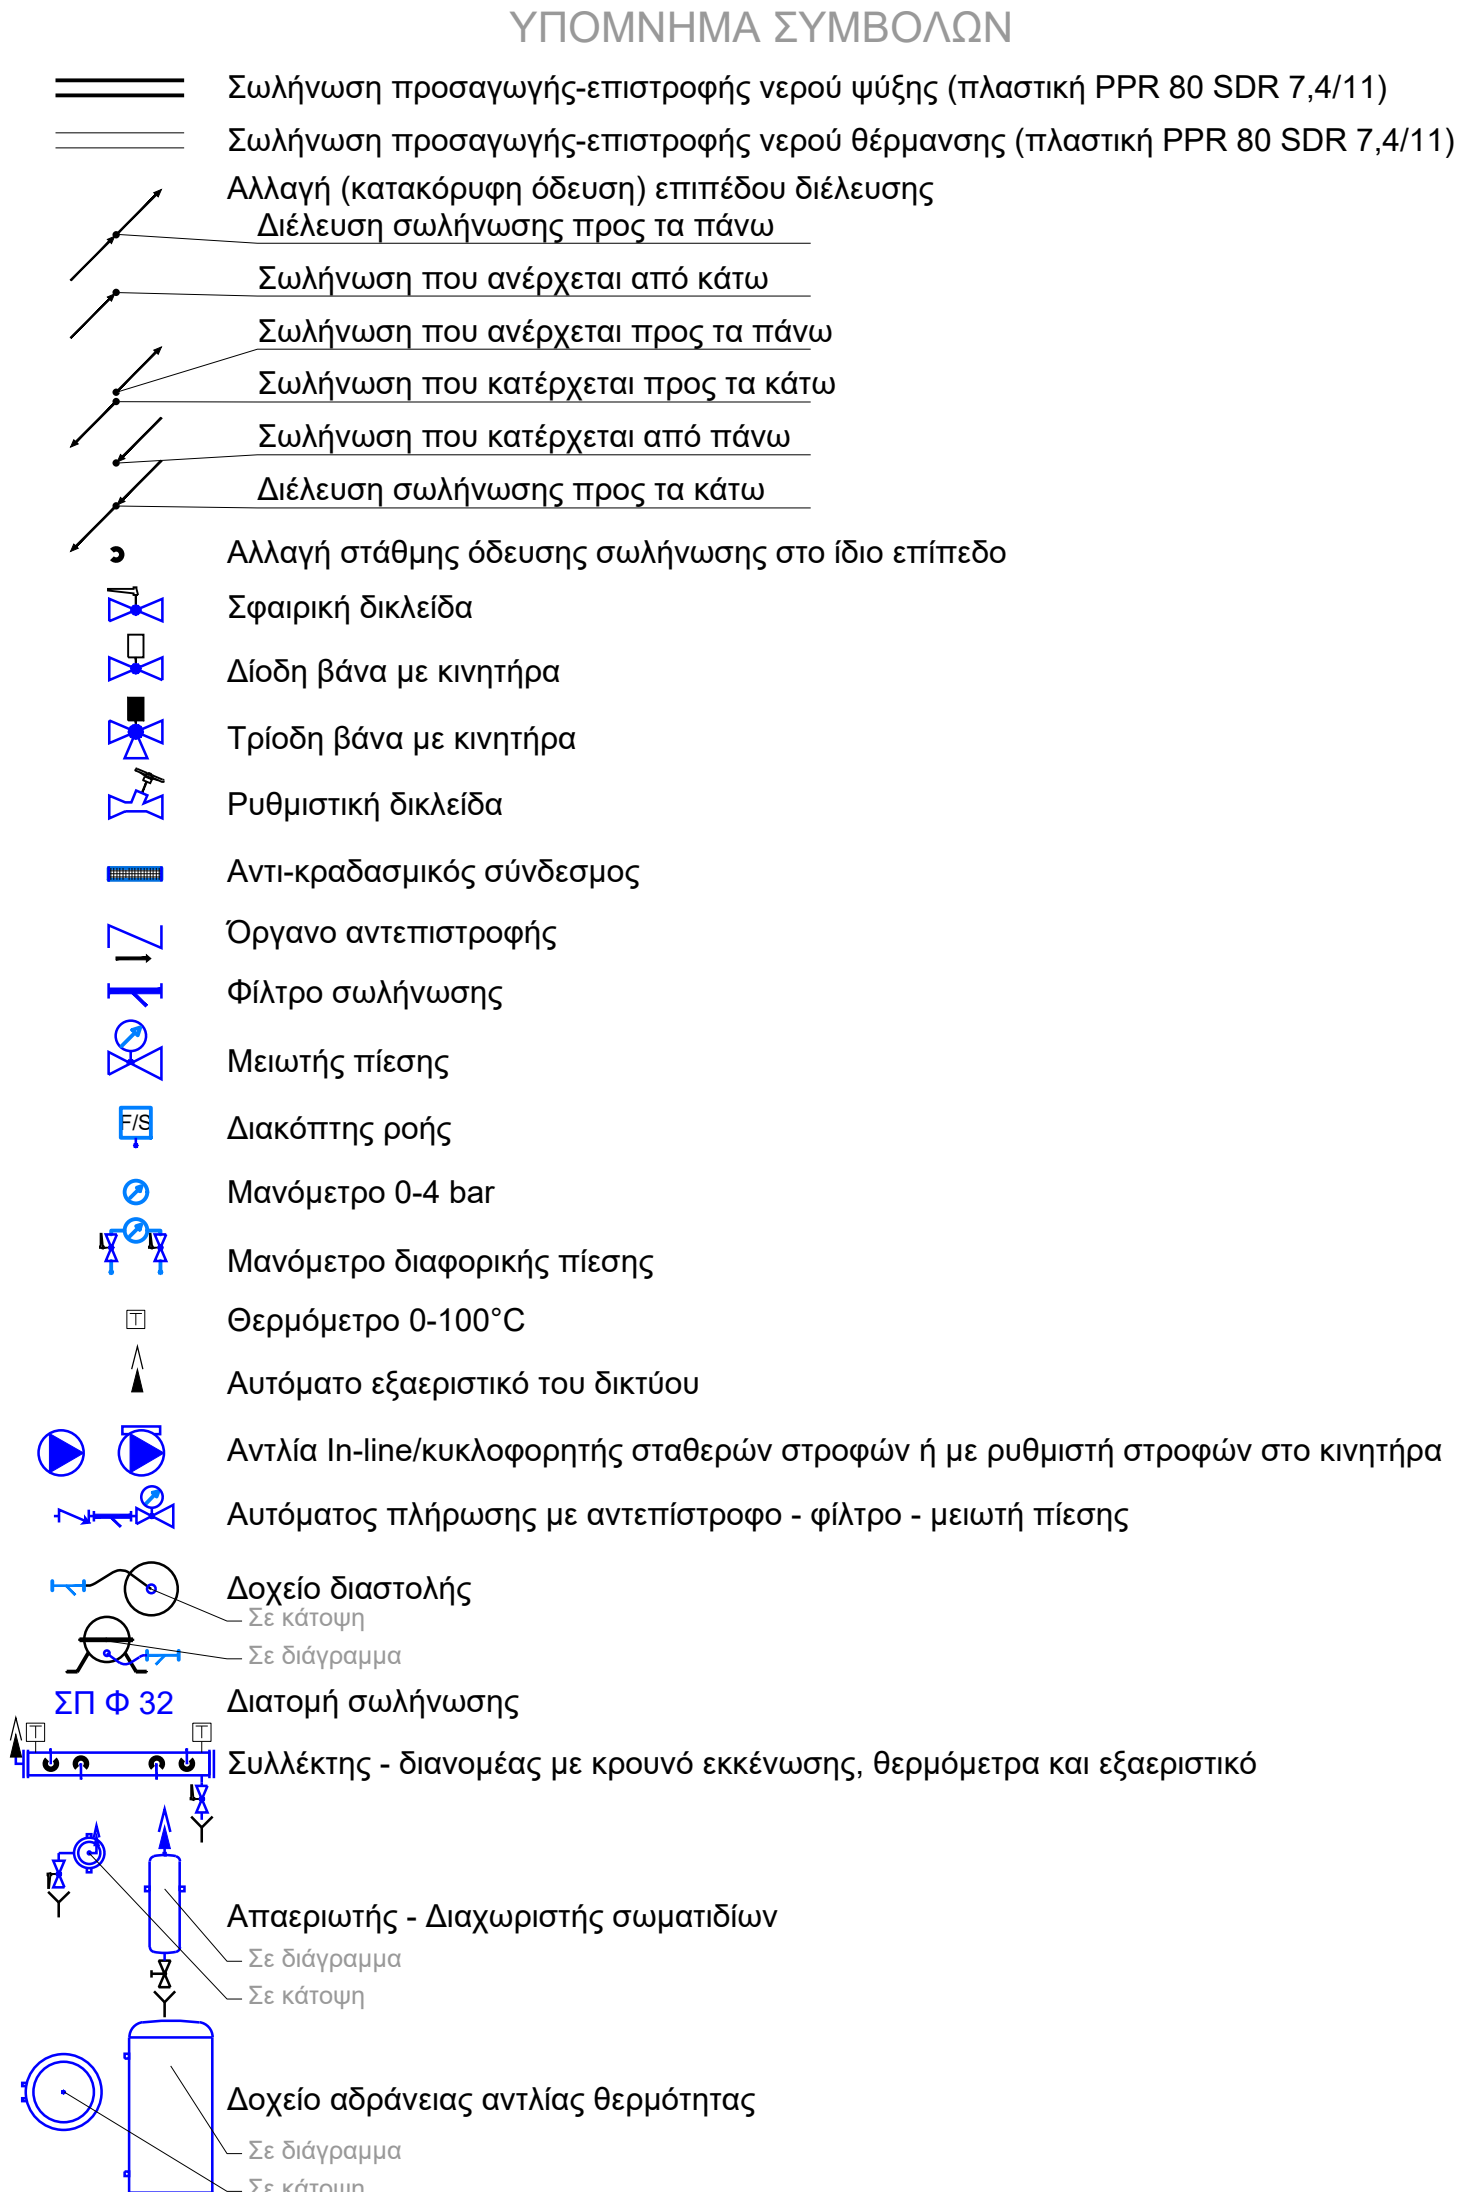 ΥΠΟΜΝΗΜΑ ΣΥΜΒΟΛΩΝ
Σωλήνωση προσαγωγής-επιστροφής νερού ψύξης (πλαστική PPR 80 SDR 7,4/11)
Σωλήνωση προσαγωγής-επιστροφής νερού θέρμανσης (πλαστική PPR 80 SDR 7,4/11)
Αλλαγή (κατακόρυφη όδευση) επιπέδου διέλευσης
Διέλευση σωλήνωσης προς τα πάνω
Σωλήνωση που ανέρχεται από κάτω
Σωλήνωση που ανέρχεται προς τα πάνω
Σωλήνωση που κατέρχεται προς τα κάτω
Σωλήνωση που κατέρχεται από πάνω
Διέλευση σωλήνωσης προς τα κάτω
Αλλαγή στάθμης όδευσης σωλήνωσης στο ίδιο επίπεδο
Σφαιρική δικλείδα
Δίοδη βάνα με κινητήρα
Τρίοδη βάνα με κινητήρα
Ρυθμιστική δικλείδα
Αντι-κραδασμικός σύνδεσμος
Όργανο αντεπιστροφής
Φίλτρο σωλήνωσης
Μειωτής πίεσης
F/S Διακόπτης ροής
Μανόμετρο 0-4 bar
Μανόμετρο διαφορικής πίεσης
T Θερμόμετρο 0-100°C
Αυτόματο εξαεριστικό του δικτύου
Αντλία In-line/κυκλοφορητής σταθερών στροφών ή με ρυθμιστή στροφών στο κινητήρα
Αυτόματος πλήρωσης με αντεπίστροφο - φίλτρο - μειωτή πίεσης
Δοχείο διαστολής
Σε κάτοψη
Σε διάγραμμα
ΣΠ Φ 32 Διατομή σωλήνωσης
T T
Συλλέκτης - διανομέας με κρουνό εκκένωσης, θερμόμετρα και εξαεριστικό
Απαεριωτής - Διαχωριστής σωματιδίων
Σε διάγραμμα
Σε κάτοψη
Δοχείο αδράνειας αντλίας θερμότητας
Σε διάγραμμα
Σε κάτοψη